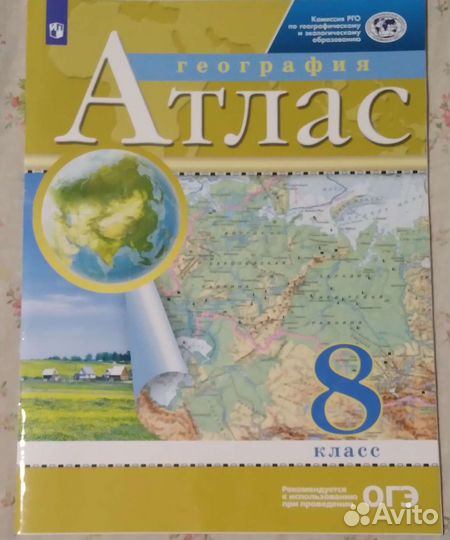 Комиссия РГО
по географическому
и экологическому
образованию
география
Атлас
8
класс
Рекомендуется
к использованию
при проведении
ОГЭ
Avito